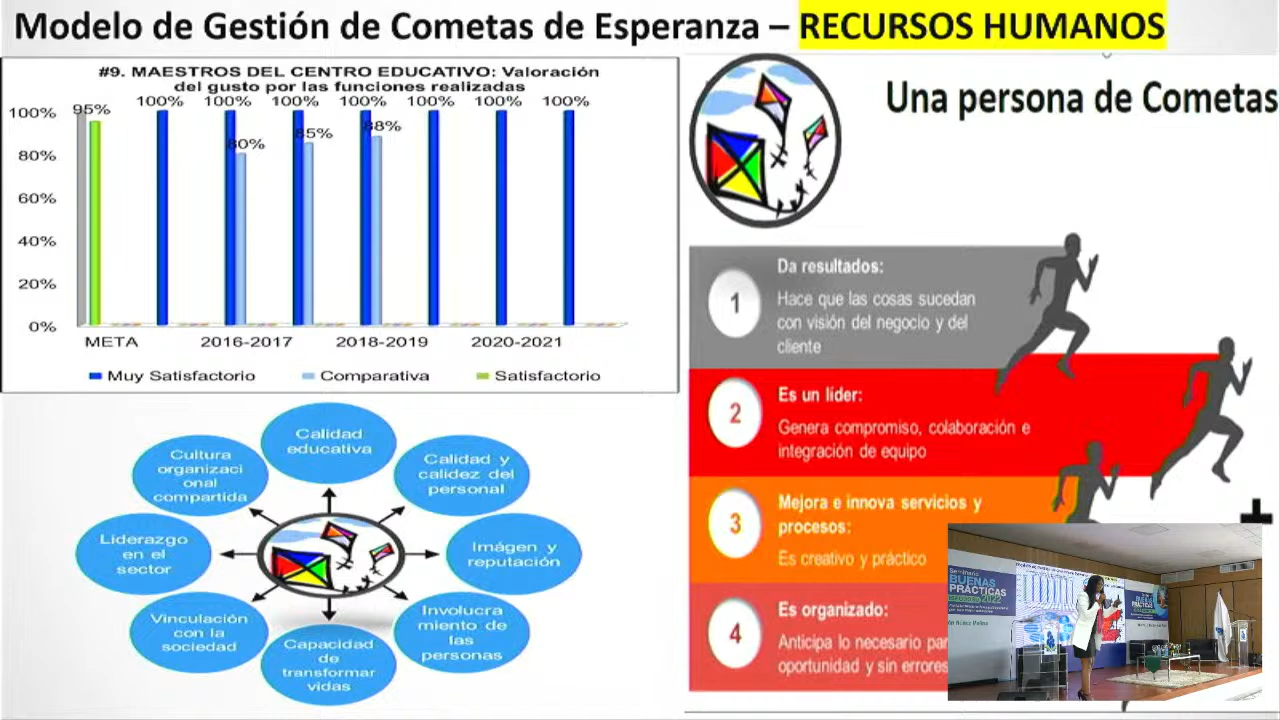 Modelo de Gestión de Cometas de Esperanza – RECURSOS HUMANOS
#9. MAESTROS DEL CENTRO EDUCATIVO: Valoración
del gusto por las funciones realizadas
100% 100% 100% 100% 100% 100% 100%
100%
95%
88%
85%
80%
80%
60%
40%
20%
0%
META 2016-2017 2018-2019 2020-2021
Muy Satisfactorio Comparativa Satisfactorio
Una persona de Cometas
1
Da resultados:
Hace que las cosas sucedan
con visión del negocio y del
cliente
2
Es un líder:
Genera compromiso, colaboración e
integración de equipo
3
Mejora e innova servicios y
procesos:
Es creativo y práctico
4
Es organizado:
Anticipa lo necesario par
oportunidad y sin errores
+
Calidad
educativa
Calidad y
calidez del
personal
Imágen y
reputación
Involucra
miento de
las
personas
Capacidad
de
transformar
vidas
Vinculación
con la
sociedad
Liderazgo
en el
sector
Cultura
organizaci
onal
compartida
Seminario
BUENAS
PRÁCTICAS
2022